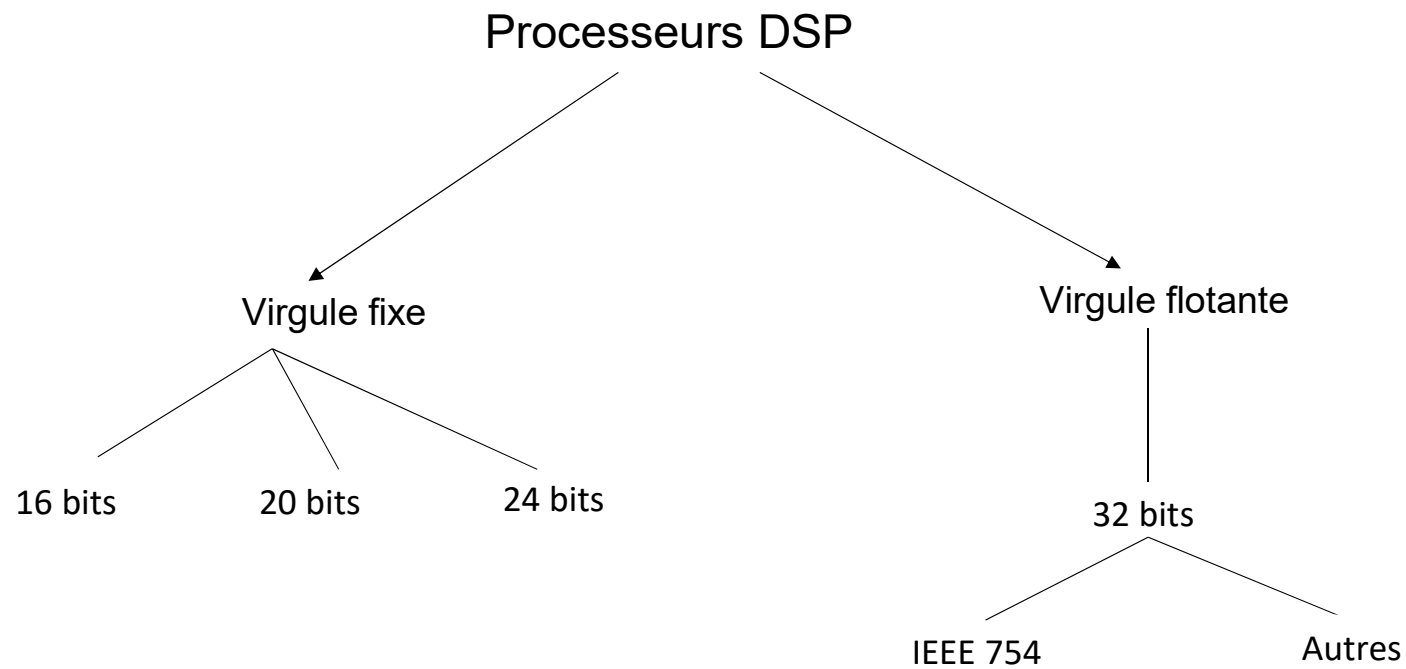 Processeurs DSP
Virgule fixe
Virgule flotante
16 bits
20 bits
24 bits
32 bits
IEEE 754
Autres